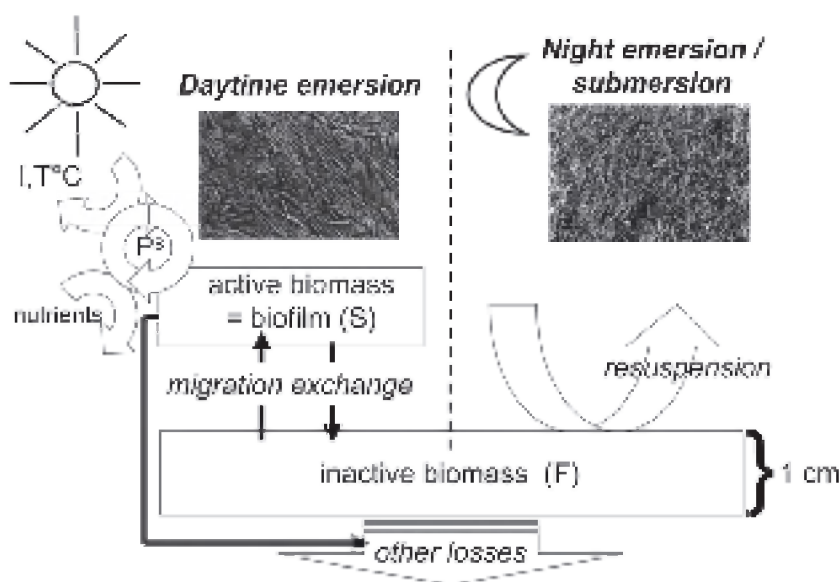 Daytime emersion
Night emersion /
submersion
I,T°C
nutrients
active biomass
= biofilm (S)
migration exchange
resuspension
inactive biomass (F)
1 cm
other losses